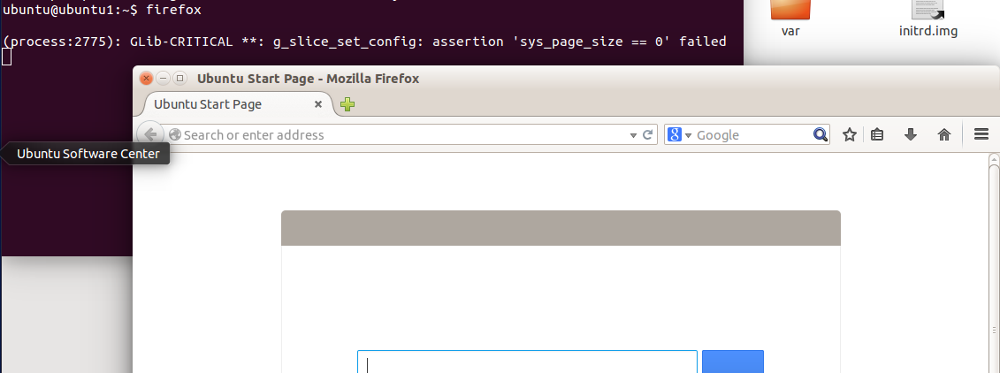 ubuntu@ubuntu1:~$ firefox
(process:2775): GLib-CRITICAL **: g_slice_set_config: assertion 'sys_page_size == 0' failed
var
initrd.img
Ubuntu Start Page - Mozilla Firefox
Ubuntu Start Page
Search or enter address
Google
Ubuntu Software Center